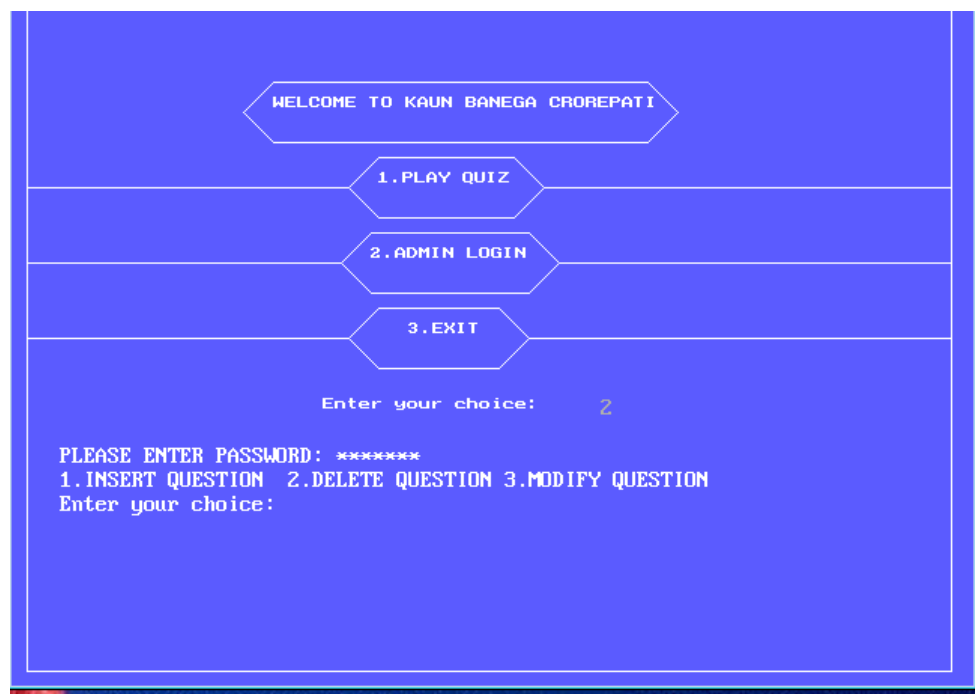 WELCOME TO KAUN BANEGA CROREPATI
1.PLAY QUIZ
2.ADMIN LOGIN
3.EXIT
Enter your choice: 2
PLEASE ENTER PASSWORD: *******
1.INSERT QUESTION 2.DELETE QUESTION 3.MODIFY QUESTION
Enter your choice: